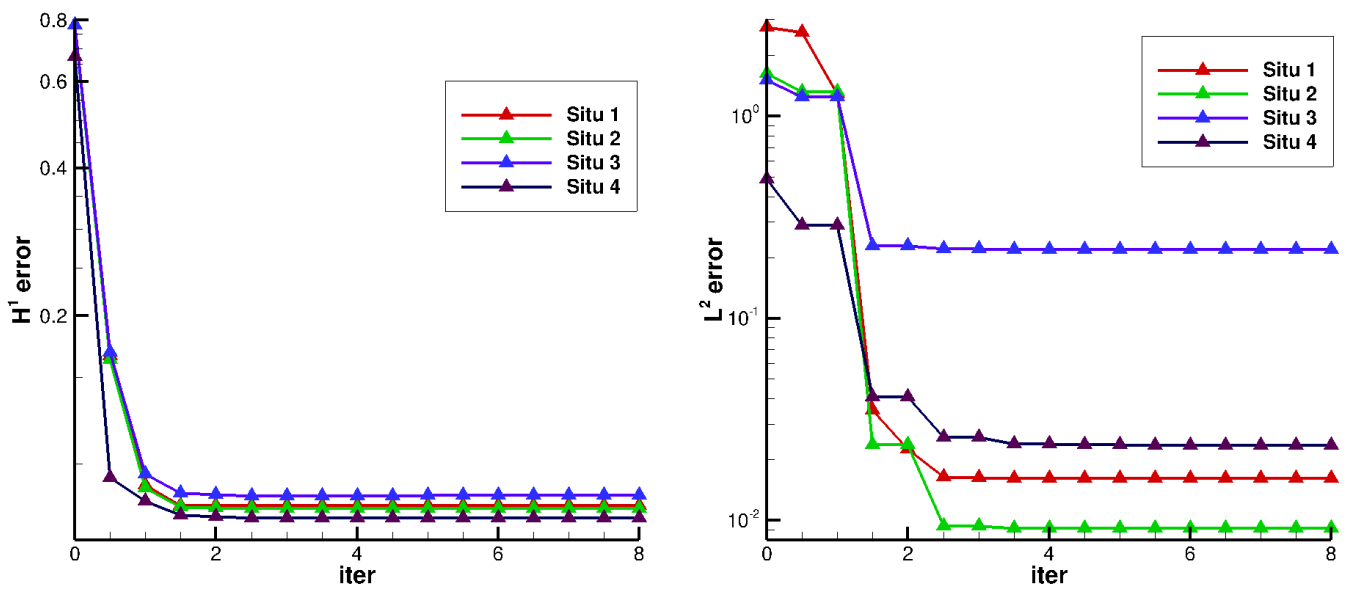 0.8
0.6
0.4
0.2
H¹ error
Situ 1
Situ 2
Situ 3
Situ 4
0 2 4 6 8
iter
10⁰
10⁻¹
10⁻²
L² error
Situ 1
Situ 2
Situ 3
Situ 4
0 2 4 6 8
iter